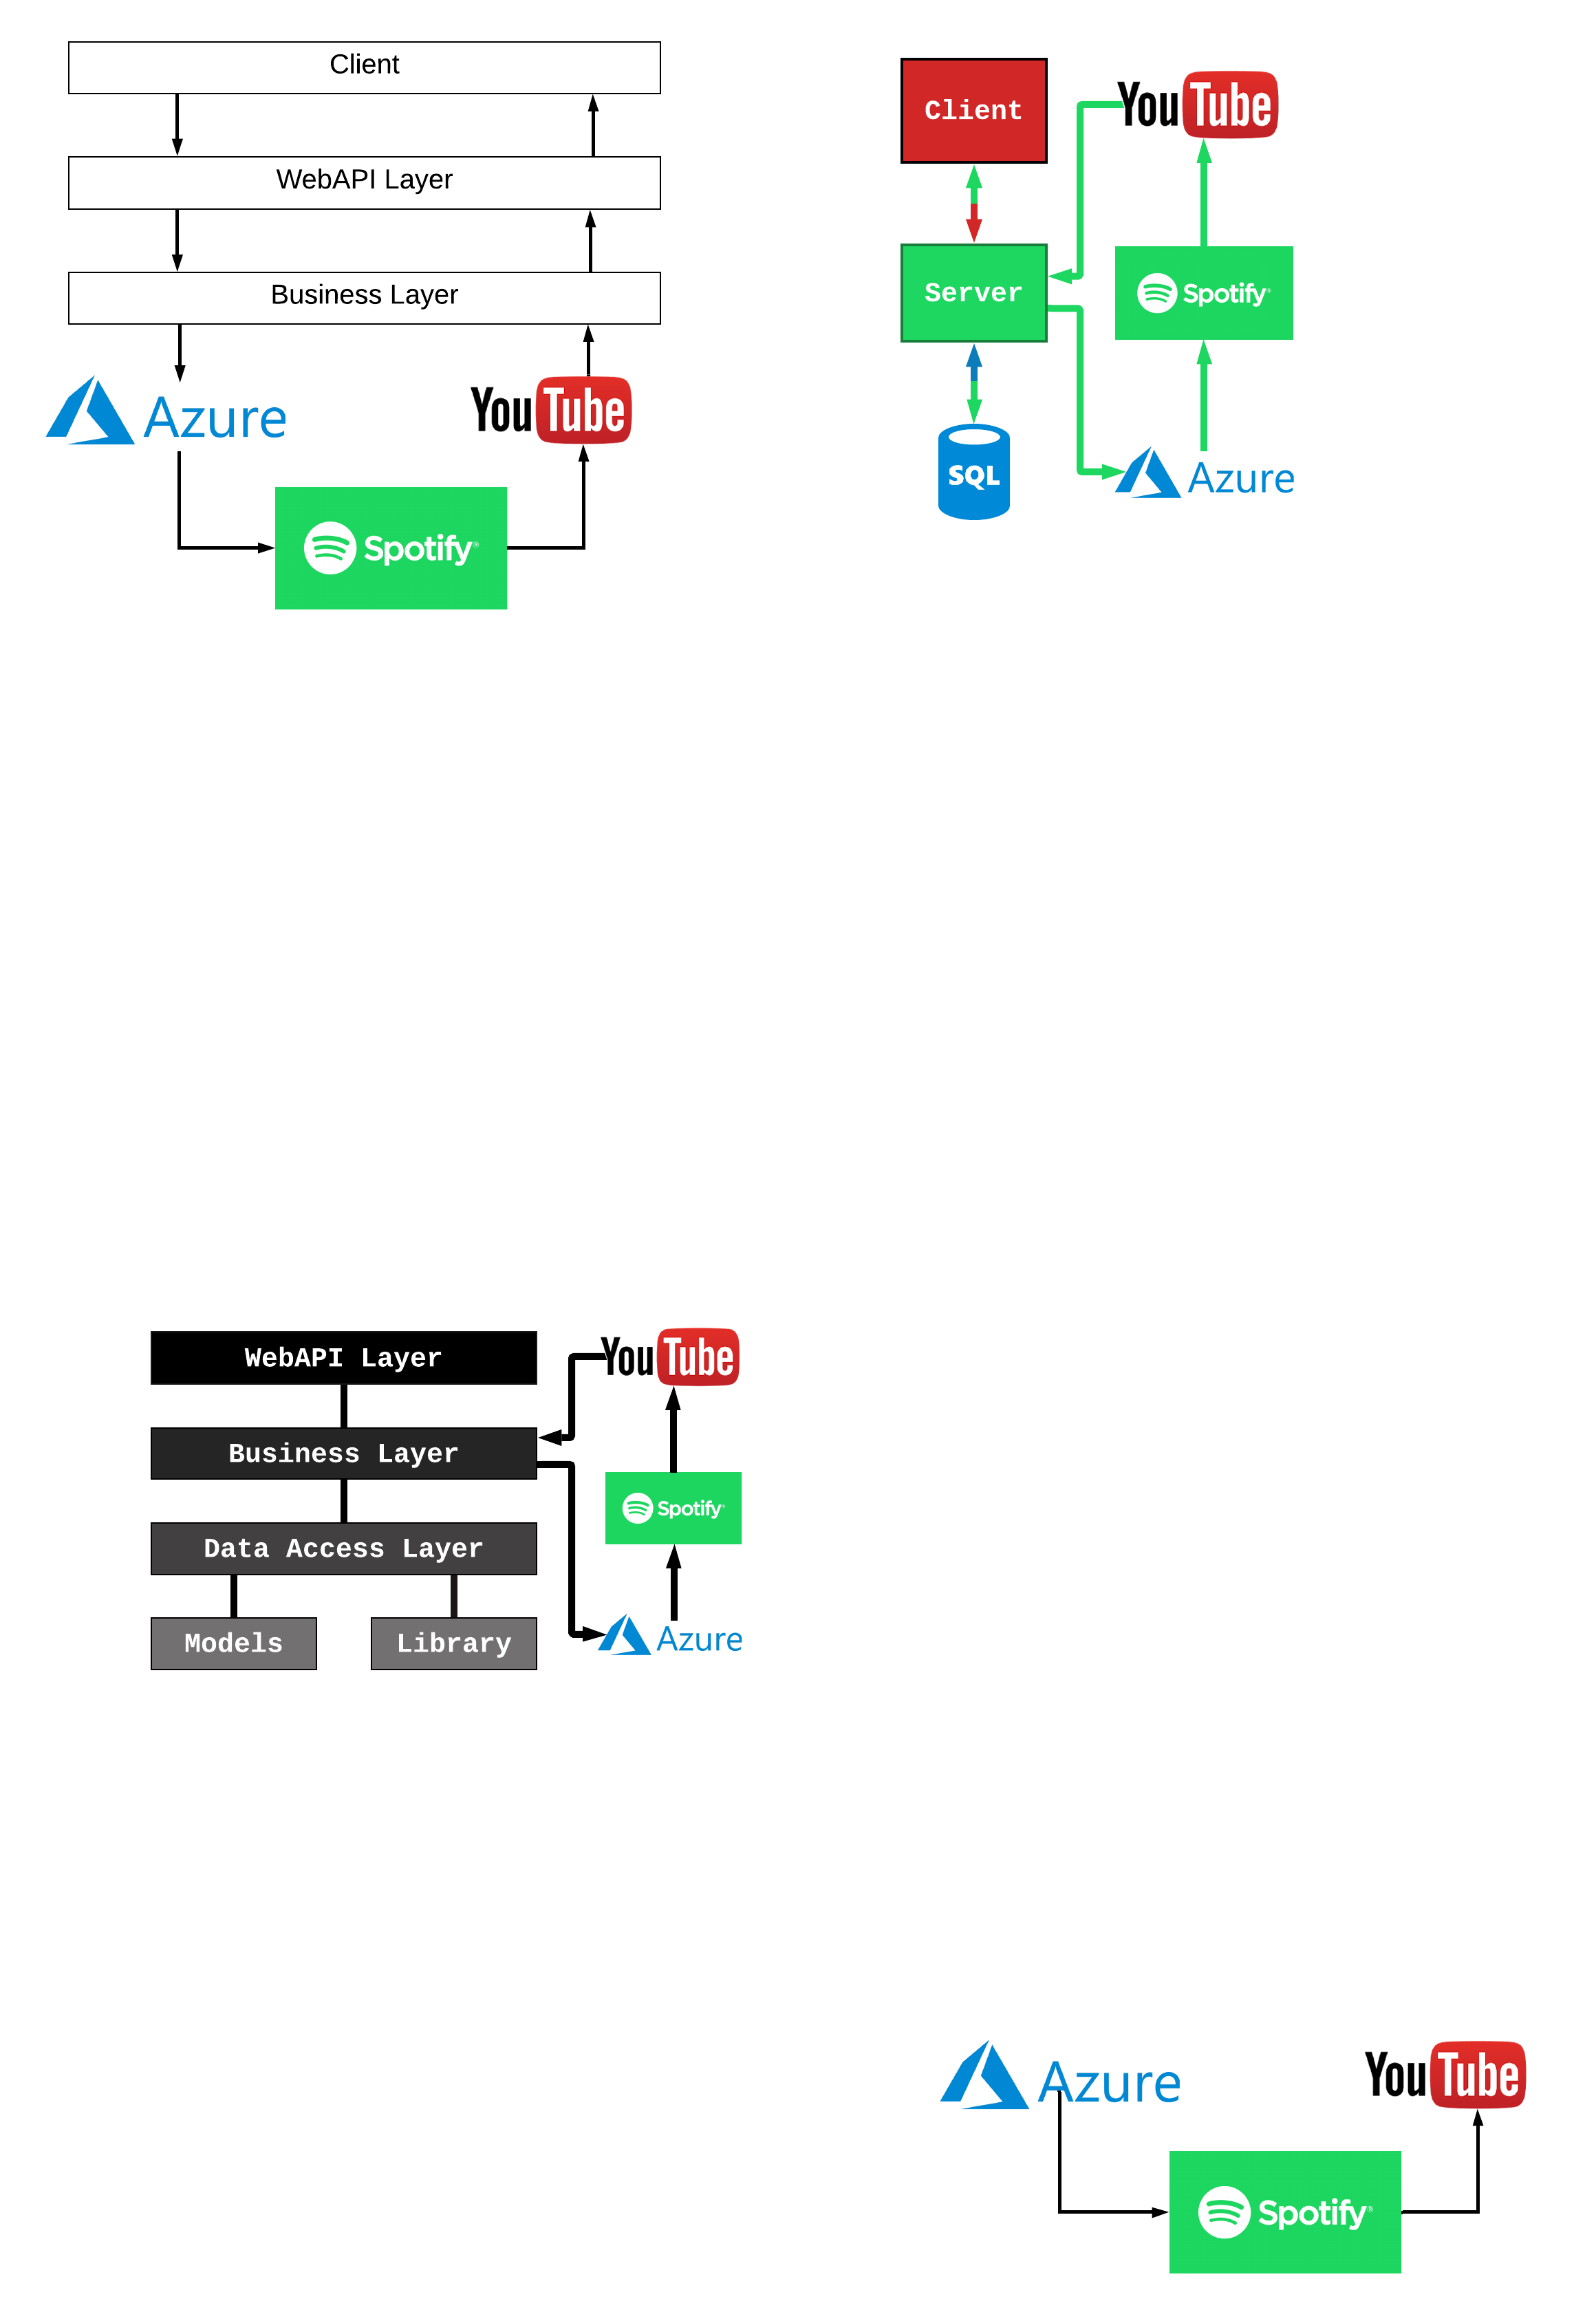 Client
WebAPI Layer
Business Layer
Azure
YouTube
Spotify®
Client
YouTube
Server
Spotify®
SQL
Azure
WebAPI Layer
YouTube
Business Layer
Spotify®
Data Access Layer
Models
Library
Azure
Azure
YouTube
Spotify®